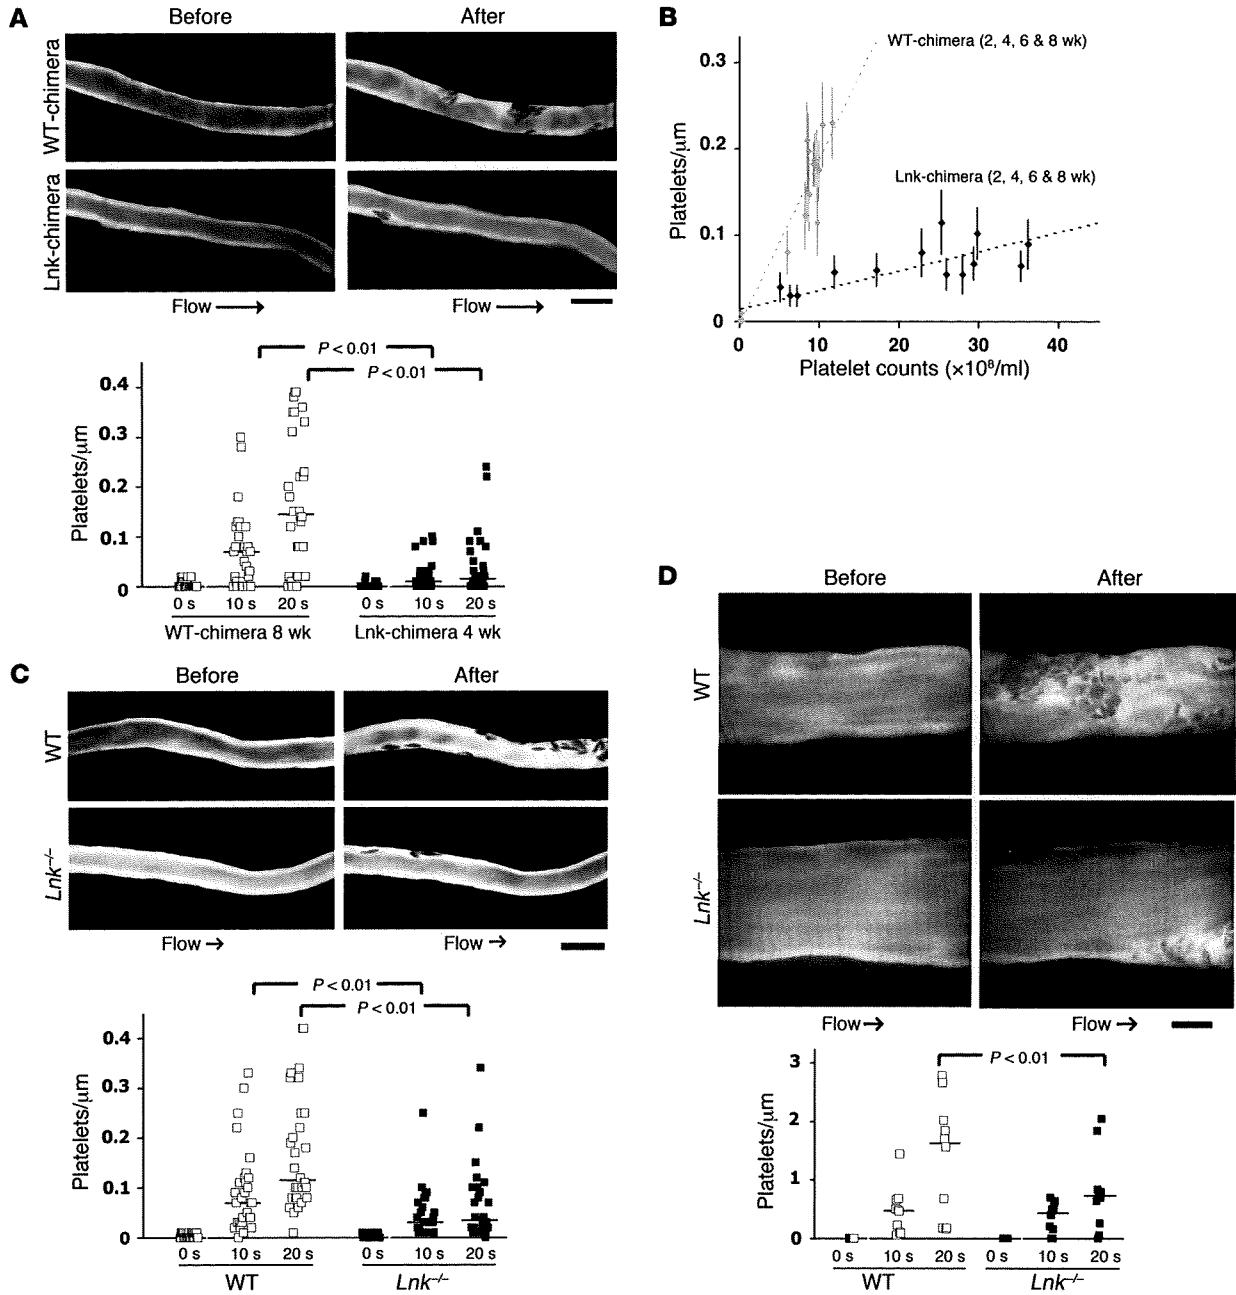 A
Before
After
WT-chimera
Lnk-chimera
Flow
Flow
P < 0.01
P < 0.01
Platelets/μm
0.4
0.3
0.2
0.1
0
0 s
10 s
20 s
0 s
10 s
20 s
WT-chimera 8 wk
Lnk-chimera 4 wk
B
WT-chimera (2, 4, 6 & 8 wk)
Lnk-chimera (2, 4, 6 & 8 wk)
Platelets/μm
0.3
0.2
0.1
0
0
10
20
30
40
Platelet counts (×10⁸/ml)
C
Before
After
WT
Lnk⁻/⁻
Flow →
Flow →
P < 0.01
P < 0.01
Platelets/μm
0.4
0.3
0.2
0.1
0
0 s
10 s
20 s
0 s
10 s
20 s
WT
Lnk⁻/⁻
D
Before
After
WT
Lnk⁻/⁻
Flow→
Flow →
P < 0.01
Platelets/μm
3
2
1
0
0 s
10 s
20 s
0 s
10 s
20 s
WT
Lnk⁻/⁻